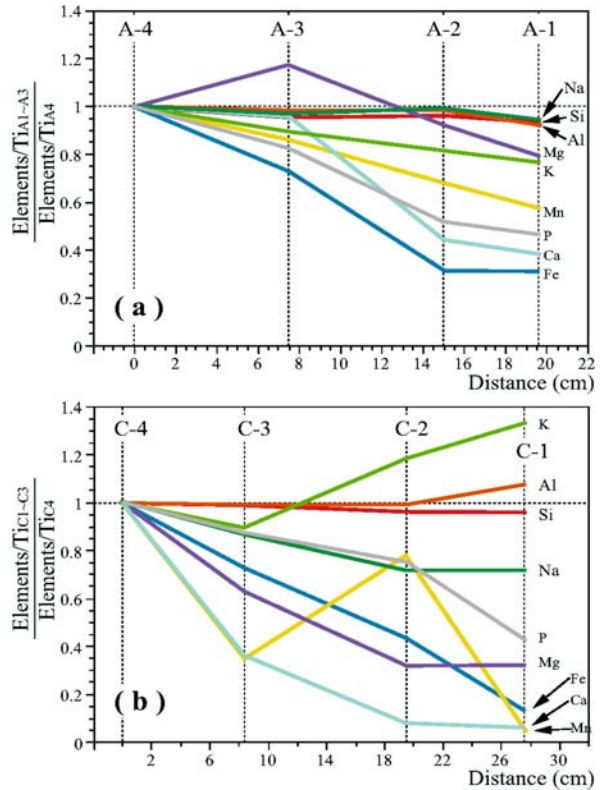 1.4
A-4 A-3 A-2 A-1
1.2
1
0.8
0.6
0.4
0.2
0
Elements/TiA1~A3
Elements/TiA4
Na
Si
Al
Mg
K
Mn
P
Ca
Fe
( a )
0 2 4 6 8 10 12 14 16 18 20 22
Distance (cm)
1.4
C-4 C-3 C-2 C-1
1.2
1
0.8
0.6
0.4
0.2
0
Elements/TiC1~C3
Elements/TiC4
K
Al
Si
Na
P
Mg
Fe
Ca
Mn
( b )
2 6 10 14 18 22 26 30
Distance (cm)